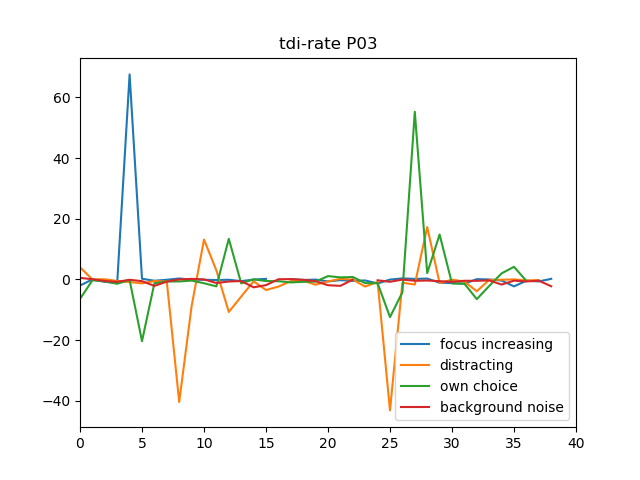 tdi-rate P03
60
40
20
0
−20
−40
0 5 10 15 20 25 30 35 40
focus increasing
distracting
own choice
background noise